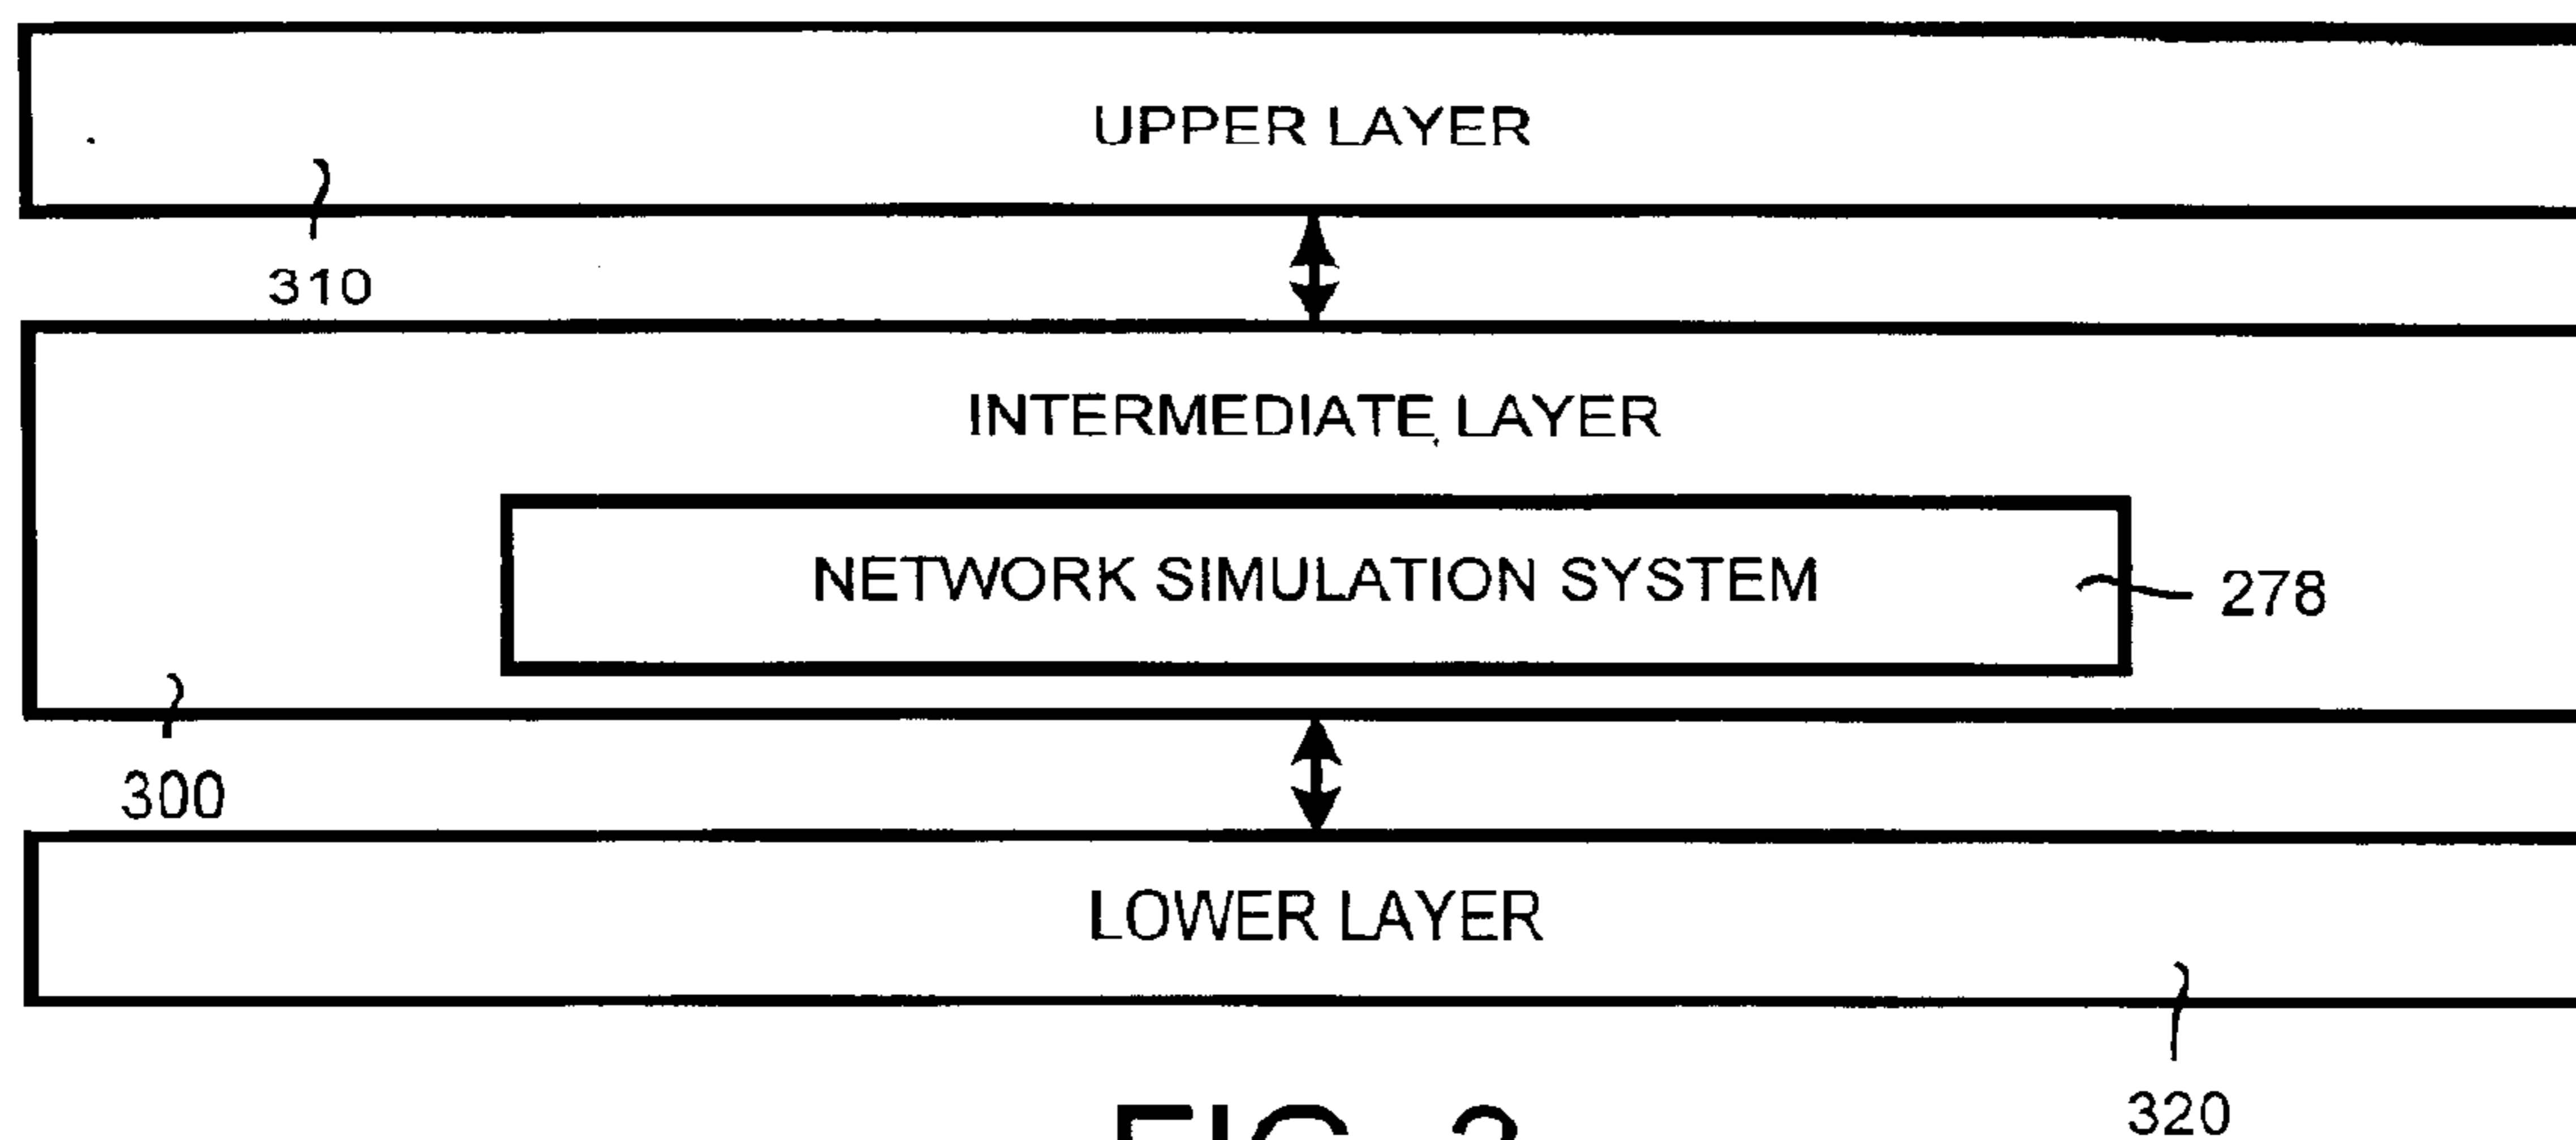 UPPER LAYER
310
INTERMEDIATE LAYER
NETWORK SIMULATION SYSTEM
278
300
LOWER LAYER
320